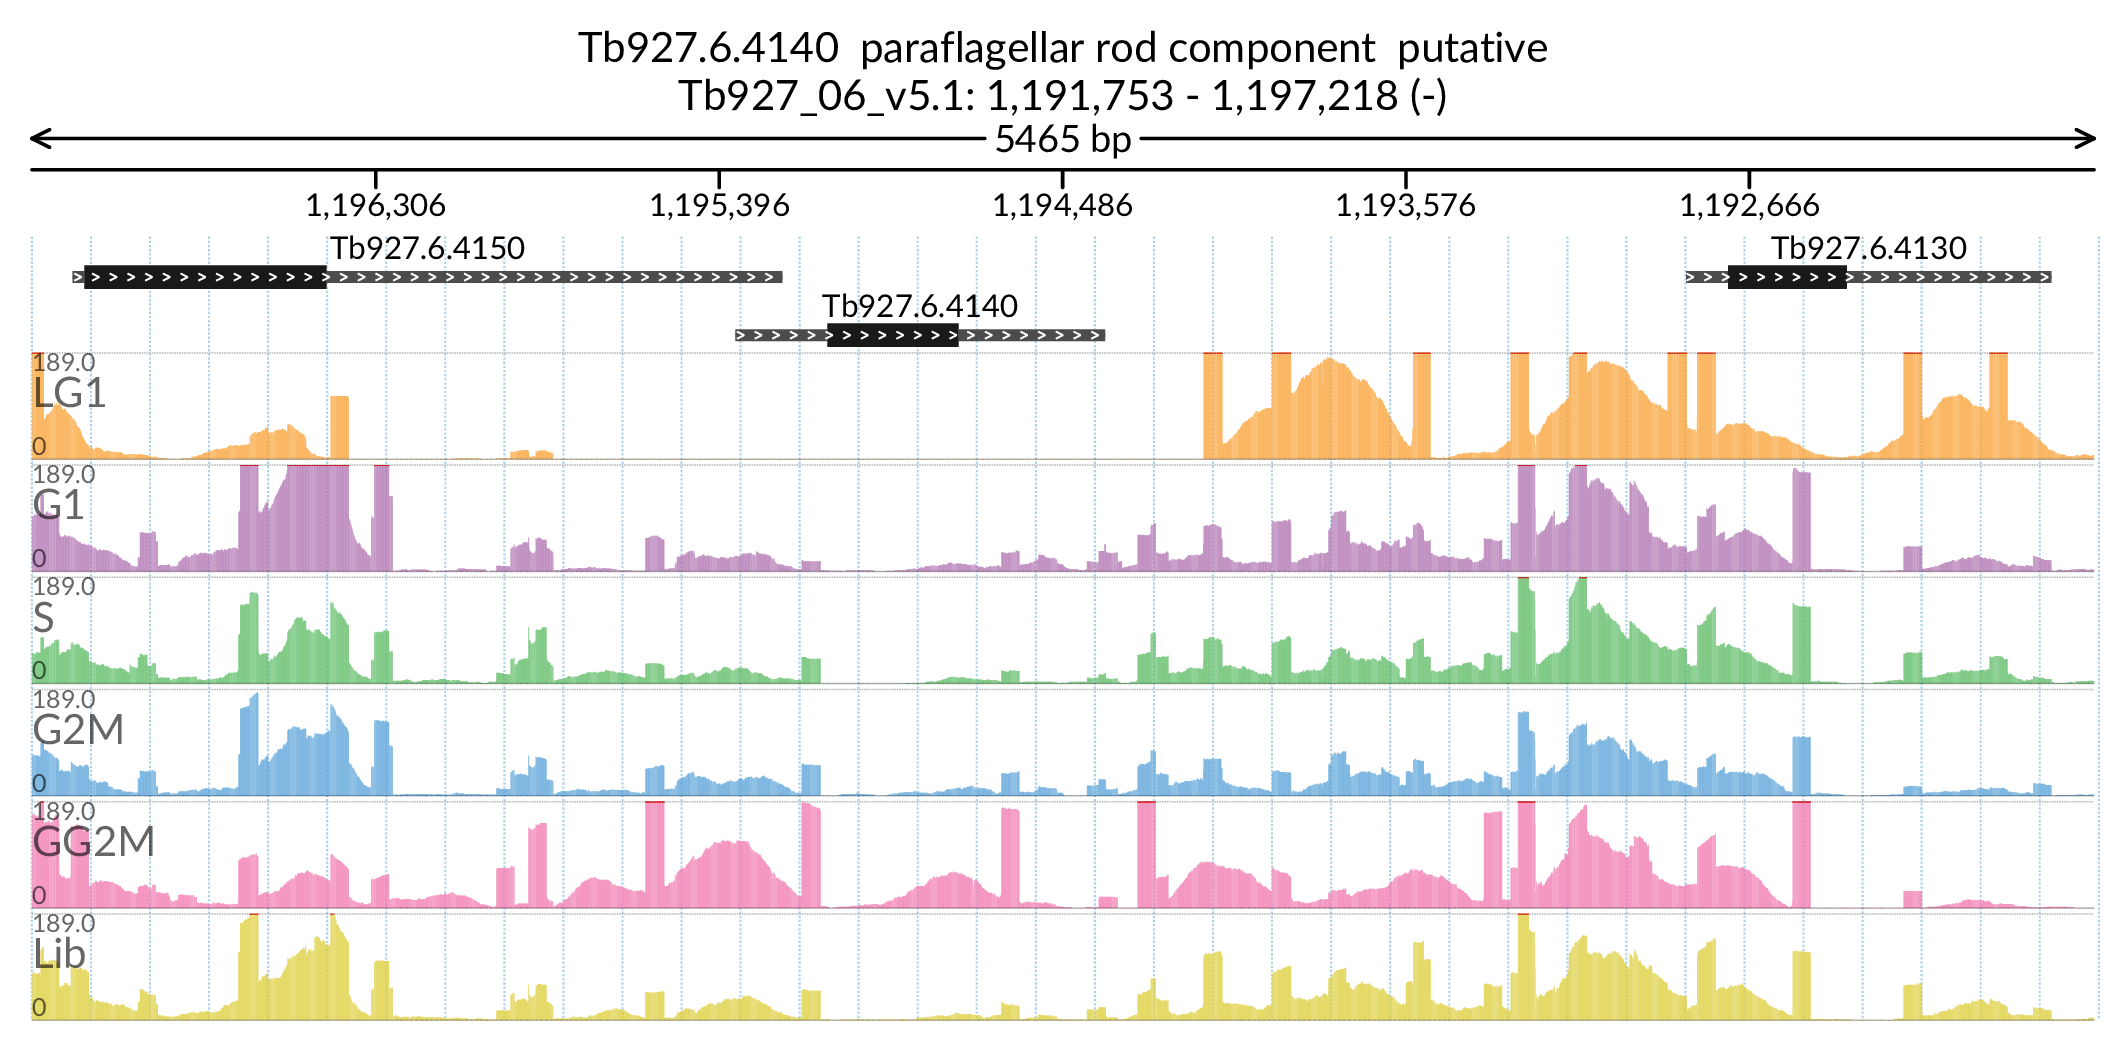 Tb927.6.4140  paraflagellar rod component  putative
Tb927_06_v5.1: 1,191,753 - 1,197,218 (-)
5465 bp
1,196,306 1,195,396 1,194,486 1,193,576 1,192,666
Tb927.6.4150 Tb927.6.4130
Tb927.6.4140
189.0
LG1
0
189.0
G1
0
189.0
S
0
189.0
G2M
0
189.0
GG2M
0
189.0
Lib
0